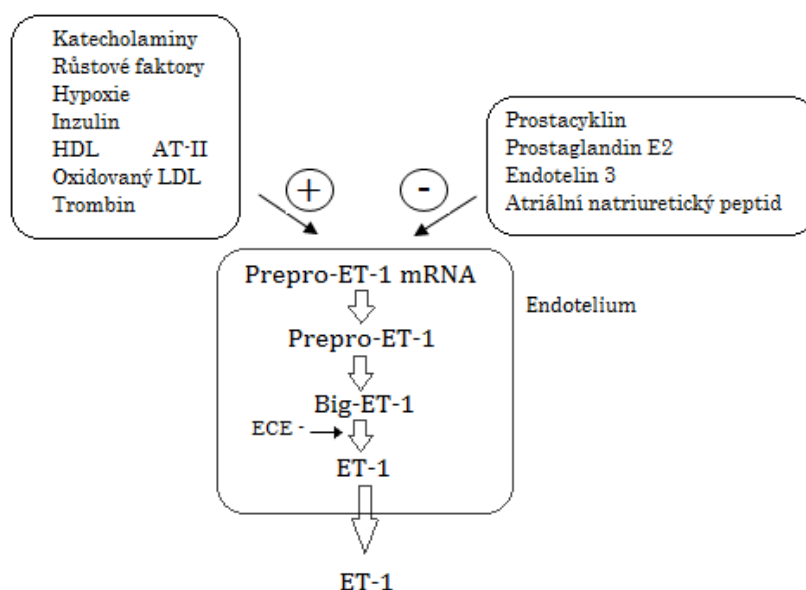 Katecholaminy
Růstové faktory
Hypoxie
Inzulin
HDL AT-II
Oxidovaný LDL
Trombin
+
-
Prostacyklin
Prostaglandin E2
Endotelin 3
Atriální natriuretický peptid
Prepro-ET-1 mRNA
Endotelium
Prepro-ET-1
Big-ET-1
ECE -
ET-1
ET-1